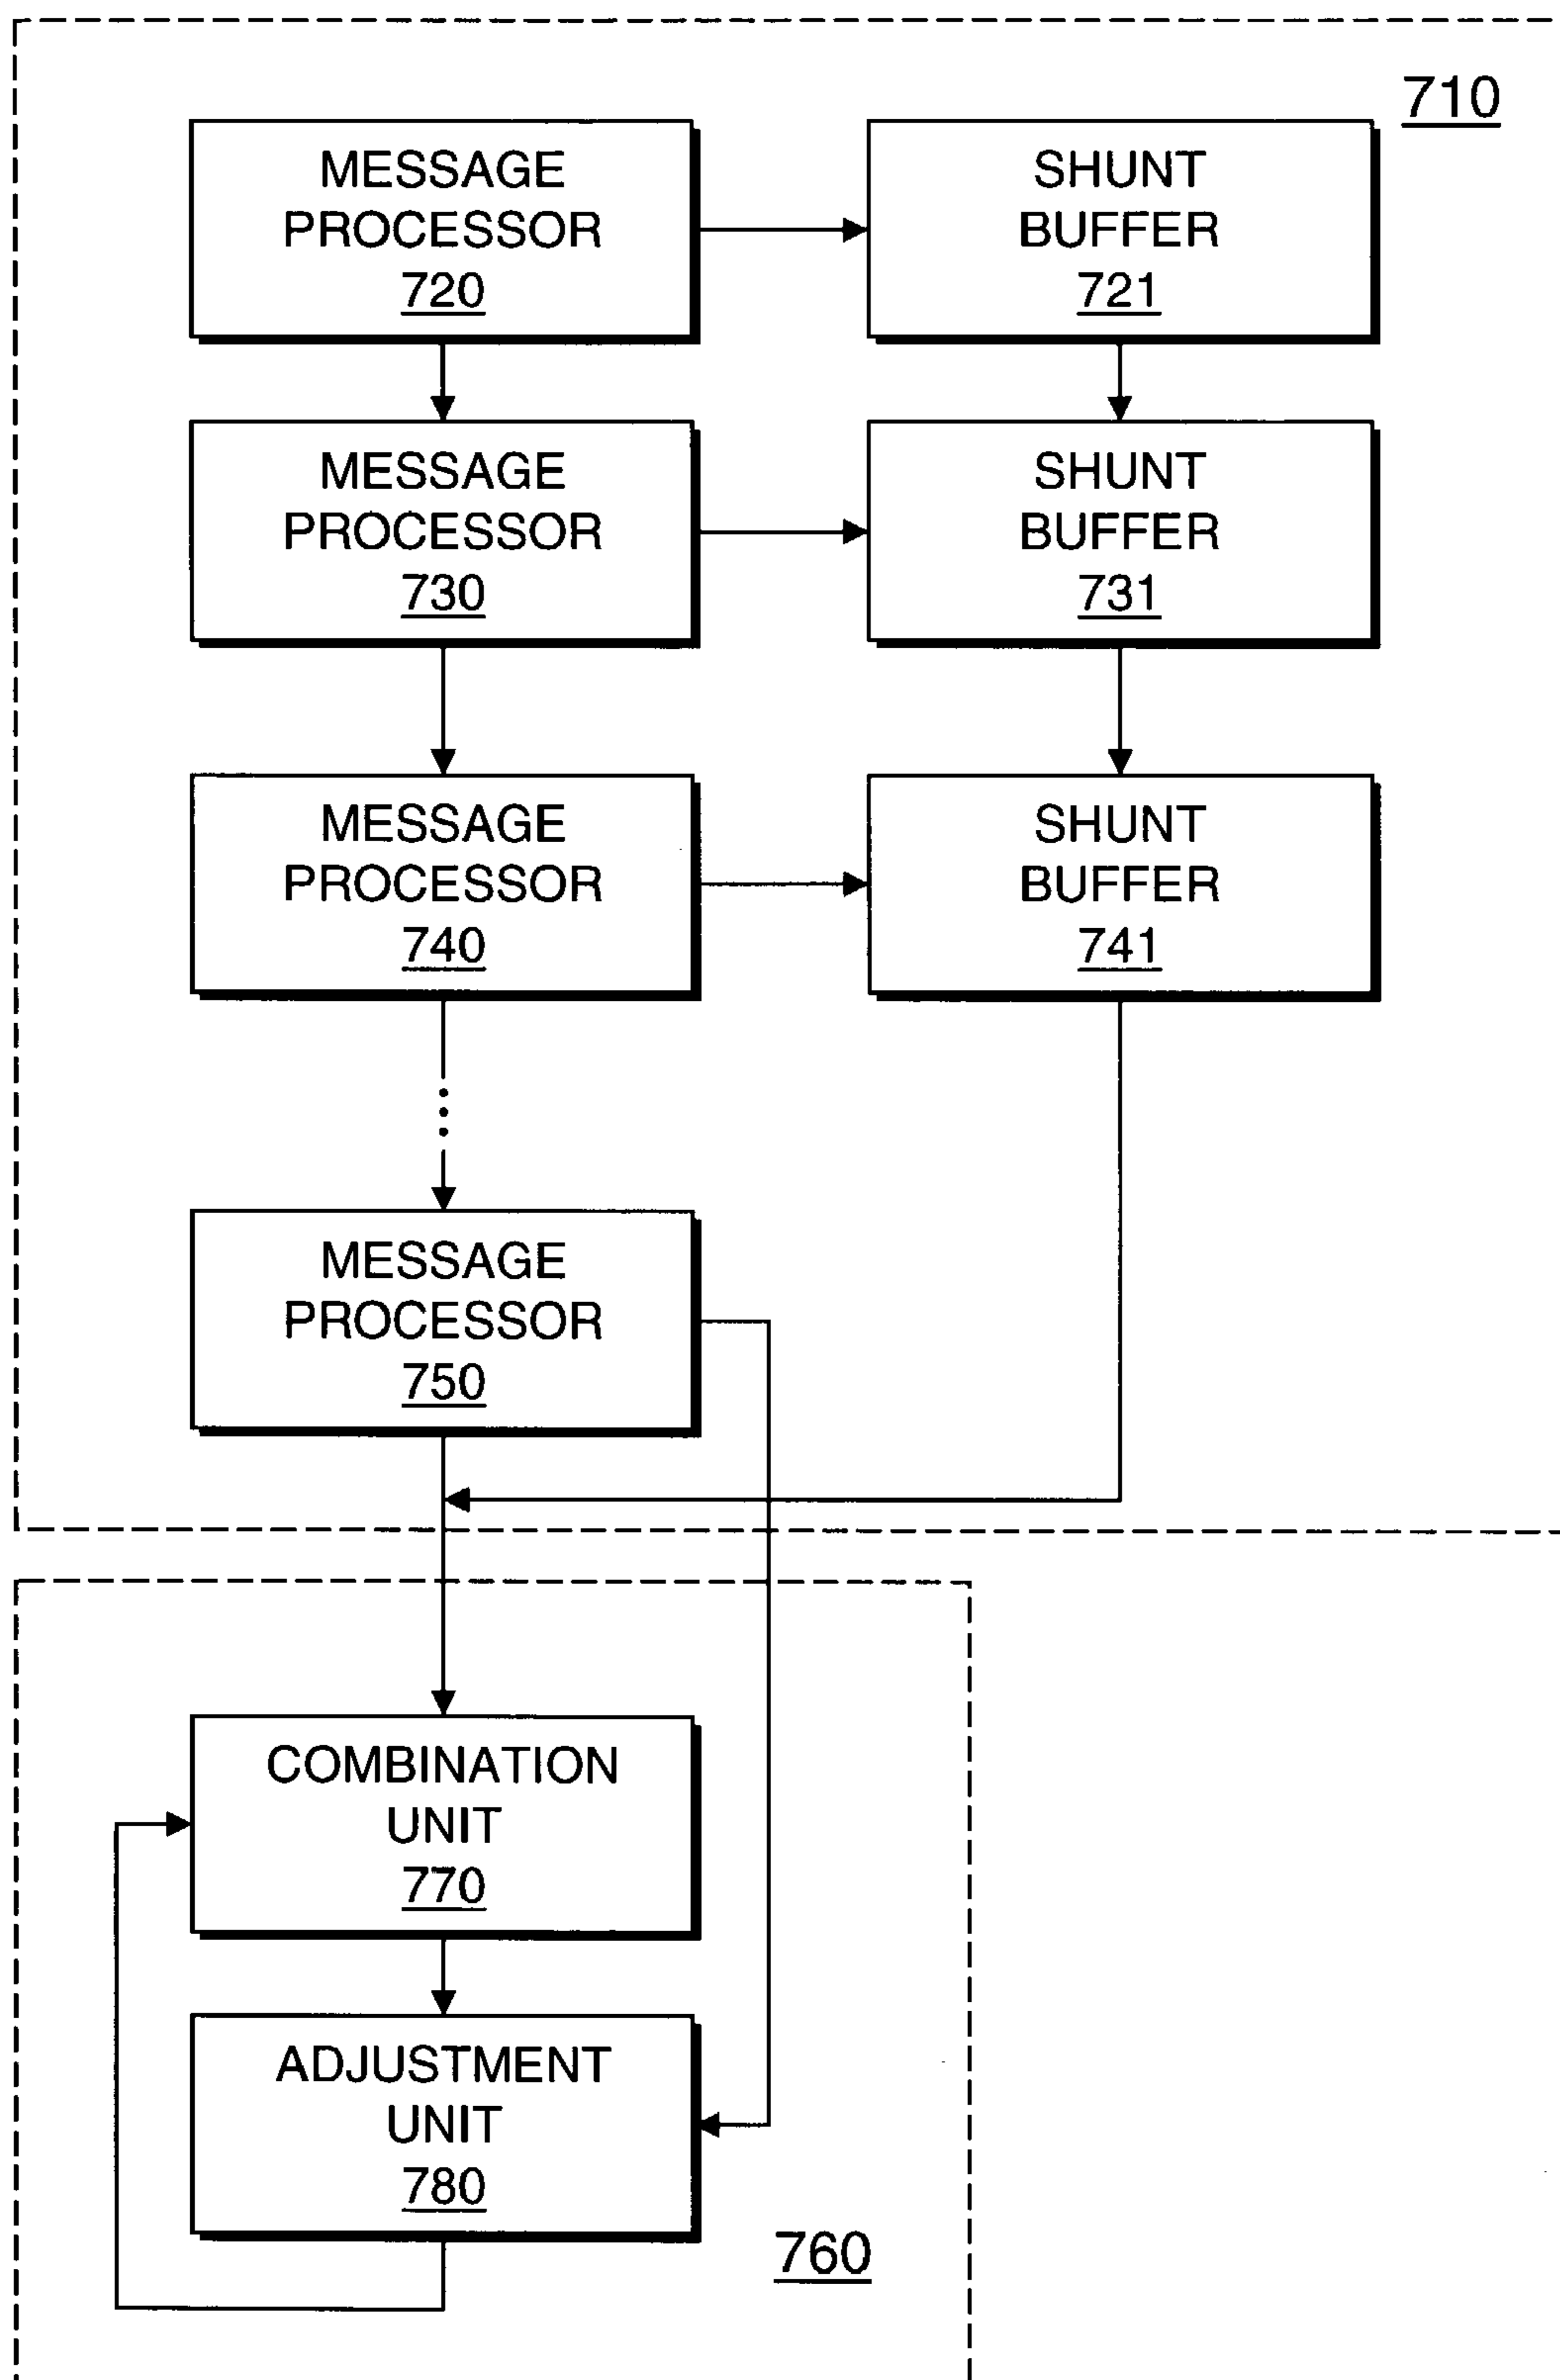 710
MESSAGE
PROCESSOR
720
SHUNT
BUFFER
721
MESSAGE
PROCESSOR
730
SHUNT
BUFFER
731
MESSAGE
PROCESSOR
740
SHUNT
BUFFER
741
MESSAGE
PROCESSOR
750
COMBINATION
UNIT
770
ADJUSTMENT
UNIT
780
760